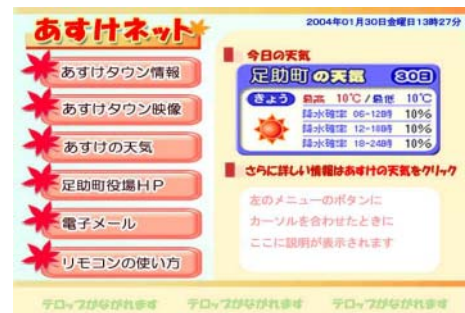 あすけネット
2004年01月30日金曜日13時27分
あすけタウン情報
あすけタウン映像
あすけの天気
足助町役場HP
電子メール
リモコンの使い方
今日の天気
足助町の天気 30日
きょう 最高 10℃/最低 10℃
降水確率 06-12時 10%
降水確率 12-18時 10%
降水確率 18-24時 10%
さらに詳しい情報はあすけの天気をクリック
左のメニューのボタンに
カーソルを合わせたときに
ここに説明が表示されます
テロップがながれます テロップがながれます テロップがながれます